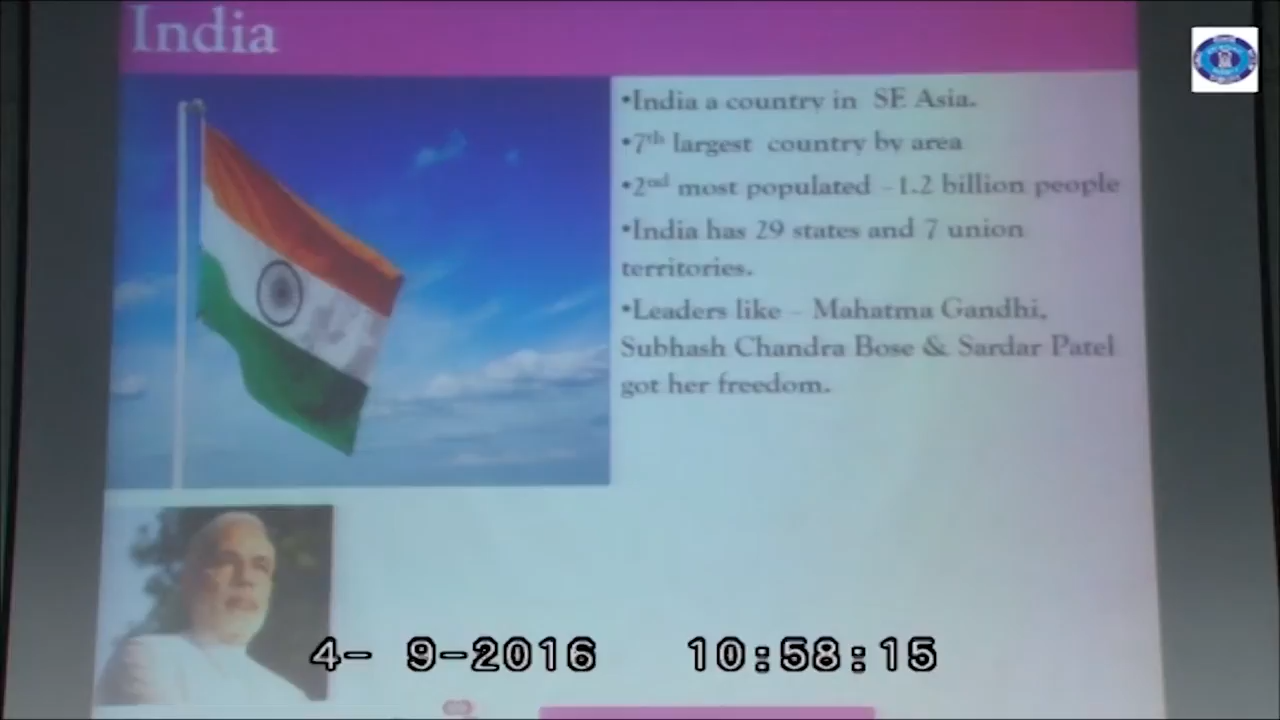 India
•India a country in SE Asia.
•7th largest country by area
•2nd most populated –1.2 billion people
•India has 29 states and 7 union
territories.
•Leaders like – Mahatma Gandhi,
Subhash Chandra Bose & Sardar Patel
got her freedom.
4- 9-2016 10:58:15